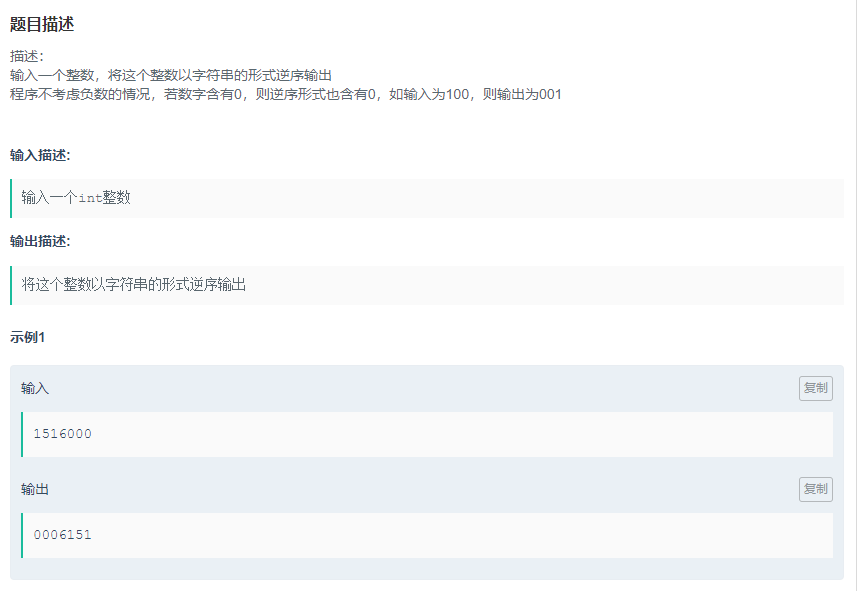 题目描述
描述：
输入一个整数，将这个整数以字符串的形式逆序输出
程序不考虑负数的情况，若数字含有0，则逆序形式也含有0，如输入为100，则输出为001
输入描述:
输入一个int整数
输出描述:
将这个整数以字符串的形式逆序输出
示例1
输入
复制
1516000
输出
复制
0006151